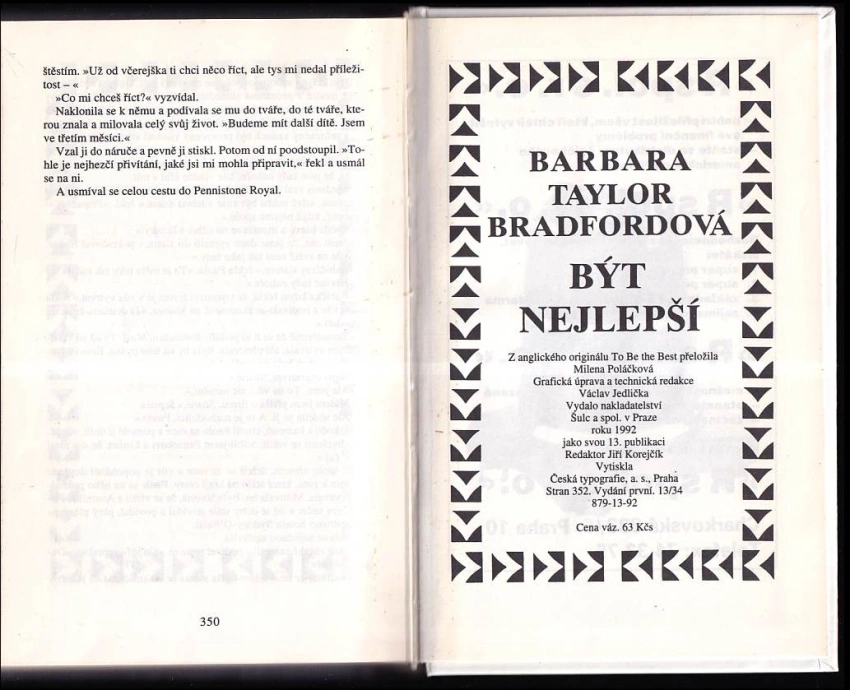 štěstím. »Už od včerejška ti chci něco říct, ale tys mi nedal příleži-
tost – «
»Co mi chceš říct?« vyzvídal.
Naklonila se k němu a podívala se mu do tváře, do té tváře, kte-
rou znala a milovala celý svůj život. »Budeme mít další dítě. Jsem
ve třetím měsíci.«
Vzal ji do náruče a pevně ji stiskl. Potom od ní poodstoupil. »To-
hle je nejhezčí přivítání, jaké jsi mi mohla připravit,« řekl a usmál
se na ni.
A usmíval se celou cestu do Pennistone Royal.
350
BARBARA
TAYLOR
BRADFORDOVÁ
BÝT
NEJLEPŠÍ
Z anglického originálu To Be the Best přeložila
Milena Poláčková
Grafická úprava a technická redakce
Václav Jedlička
Vydalo nakladatelství
Šulc a spol. v Praze
roku 1992
jako svou 13. publikaci
Redaktor Jiří Korejčík
Vytiskla
Česká typografie, a. s., Praha
Stran 352. Vydání první. 13/34
879-13-92
Cena váz. 63 Kčs